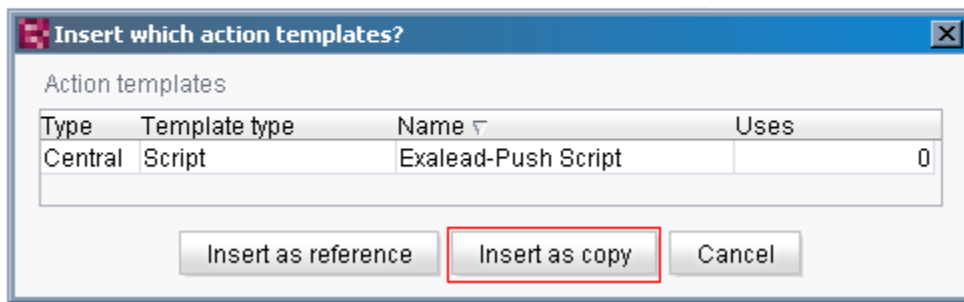 Insert which action templates?
Action templates
Type Template type Name Uses
Central Script Exalead-Push Script 0
Insert as reference Insert as copy Cancel